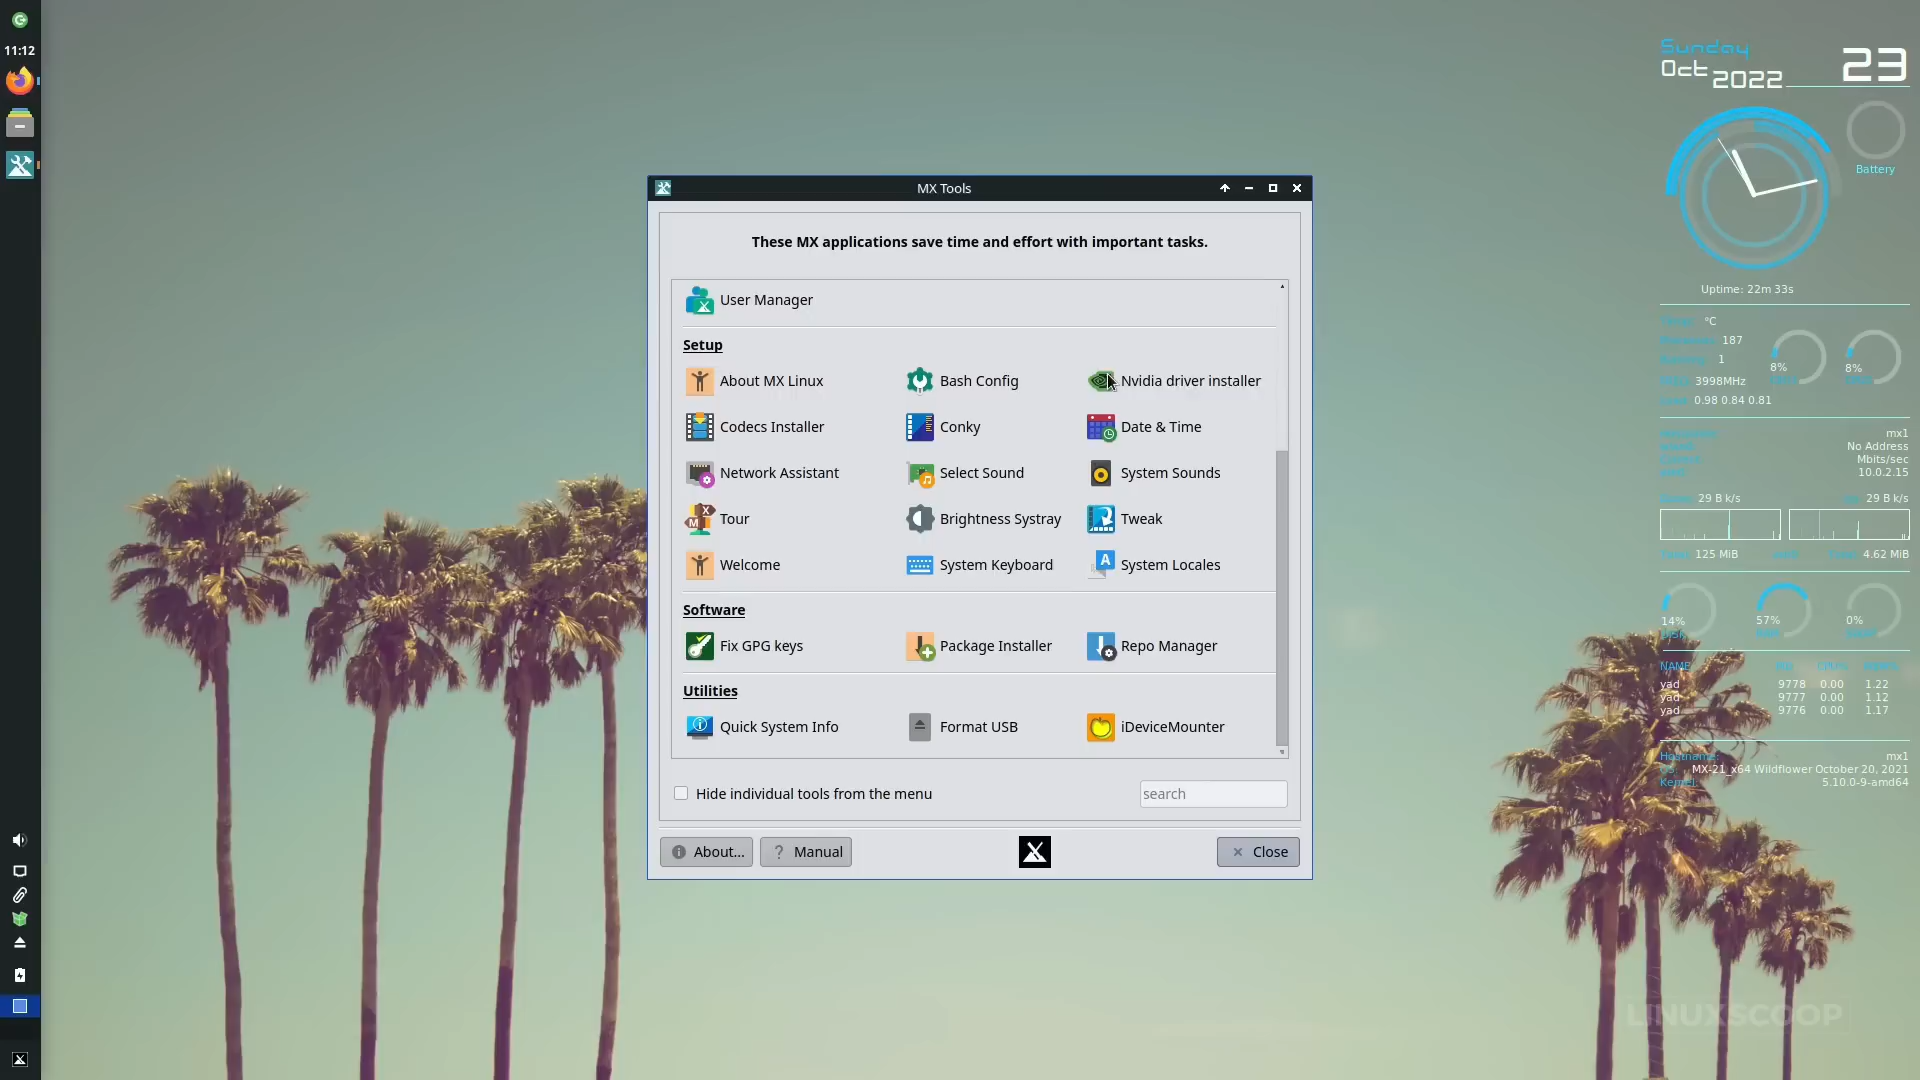 11:12
MX Tools
These MX applications save time and effort with important tasks.
User Manager
Setup
About MX Linux
Bash Config
Nvidia driver installer
Codecs Installer
Conky
Date & Time
Network Assistant
Select Sound
System Sounds
Tour
Brightness Systray
Tweak
Welcome
System Keyboard
System Locales
Software
Fix GPG keys
Package Installer
Repo Manager
Utilities
Quick System Info
Format USB
iDeviceMounter
Hide individual tools from the menu
search
About...
? Manual
Close
Sunday
Oct 2022 23
Battery
Uptime: 22m 33s
°C
187
1
8% 8%
3998MHz
0.98 0.84 0.81
mx1
No Address
Mbits/sec
10.0.2.15
29 B k/s 29 B k/s
125 MiB 4.62 MiB
14% 57% 0%
NAME
yad 9778 0.00 1.22
yad 9777 0.00 1.12
yad 9776 0.00 1.17
Hostname: mx1
OS: MX-21_x64 Wildflower October 20, 2021
Kernel: 5.10.0-9-amd64
LINUXSCOOP